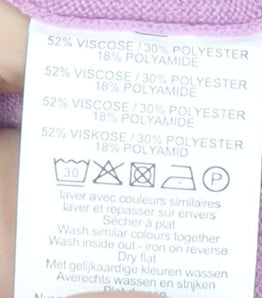 52% VISCOSE / 30% POLYESTER
18% POLYAMIDE
52% VISCOSE / 30% POLYESTER
18% POLYAMIDE
52% VISCOSE / 30% POLYESTER
18% POLYAMIDE
52% VISKOSE / 30% POLYESTER
18% POLYAMID
30 P
laver avec couleurs similaires
laver et repasser sur envers
Sécher à plat
Wash similar colours together
Wash inside out - iron on reverse
Dry flat
Met gelijkaardige kleuren wassen
Averechts wassen en strijken